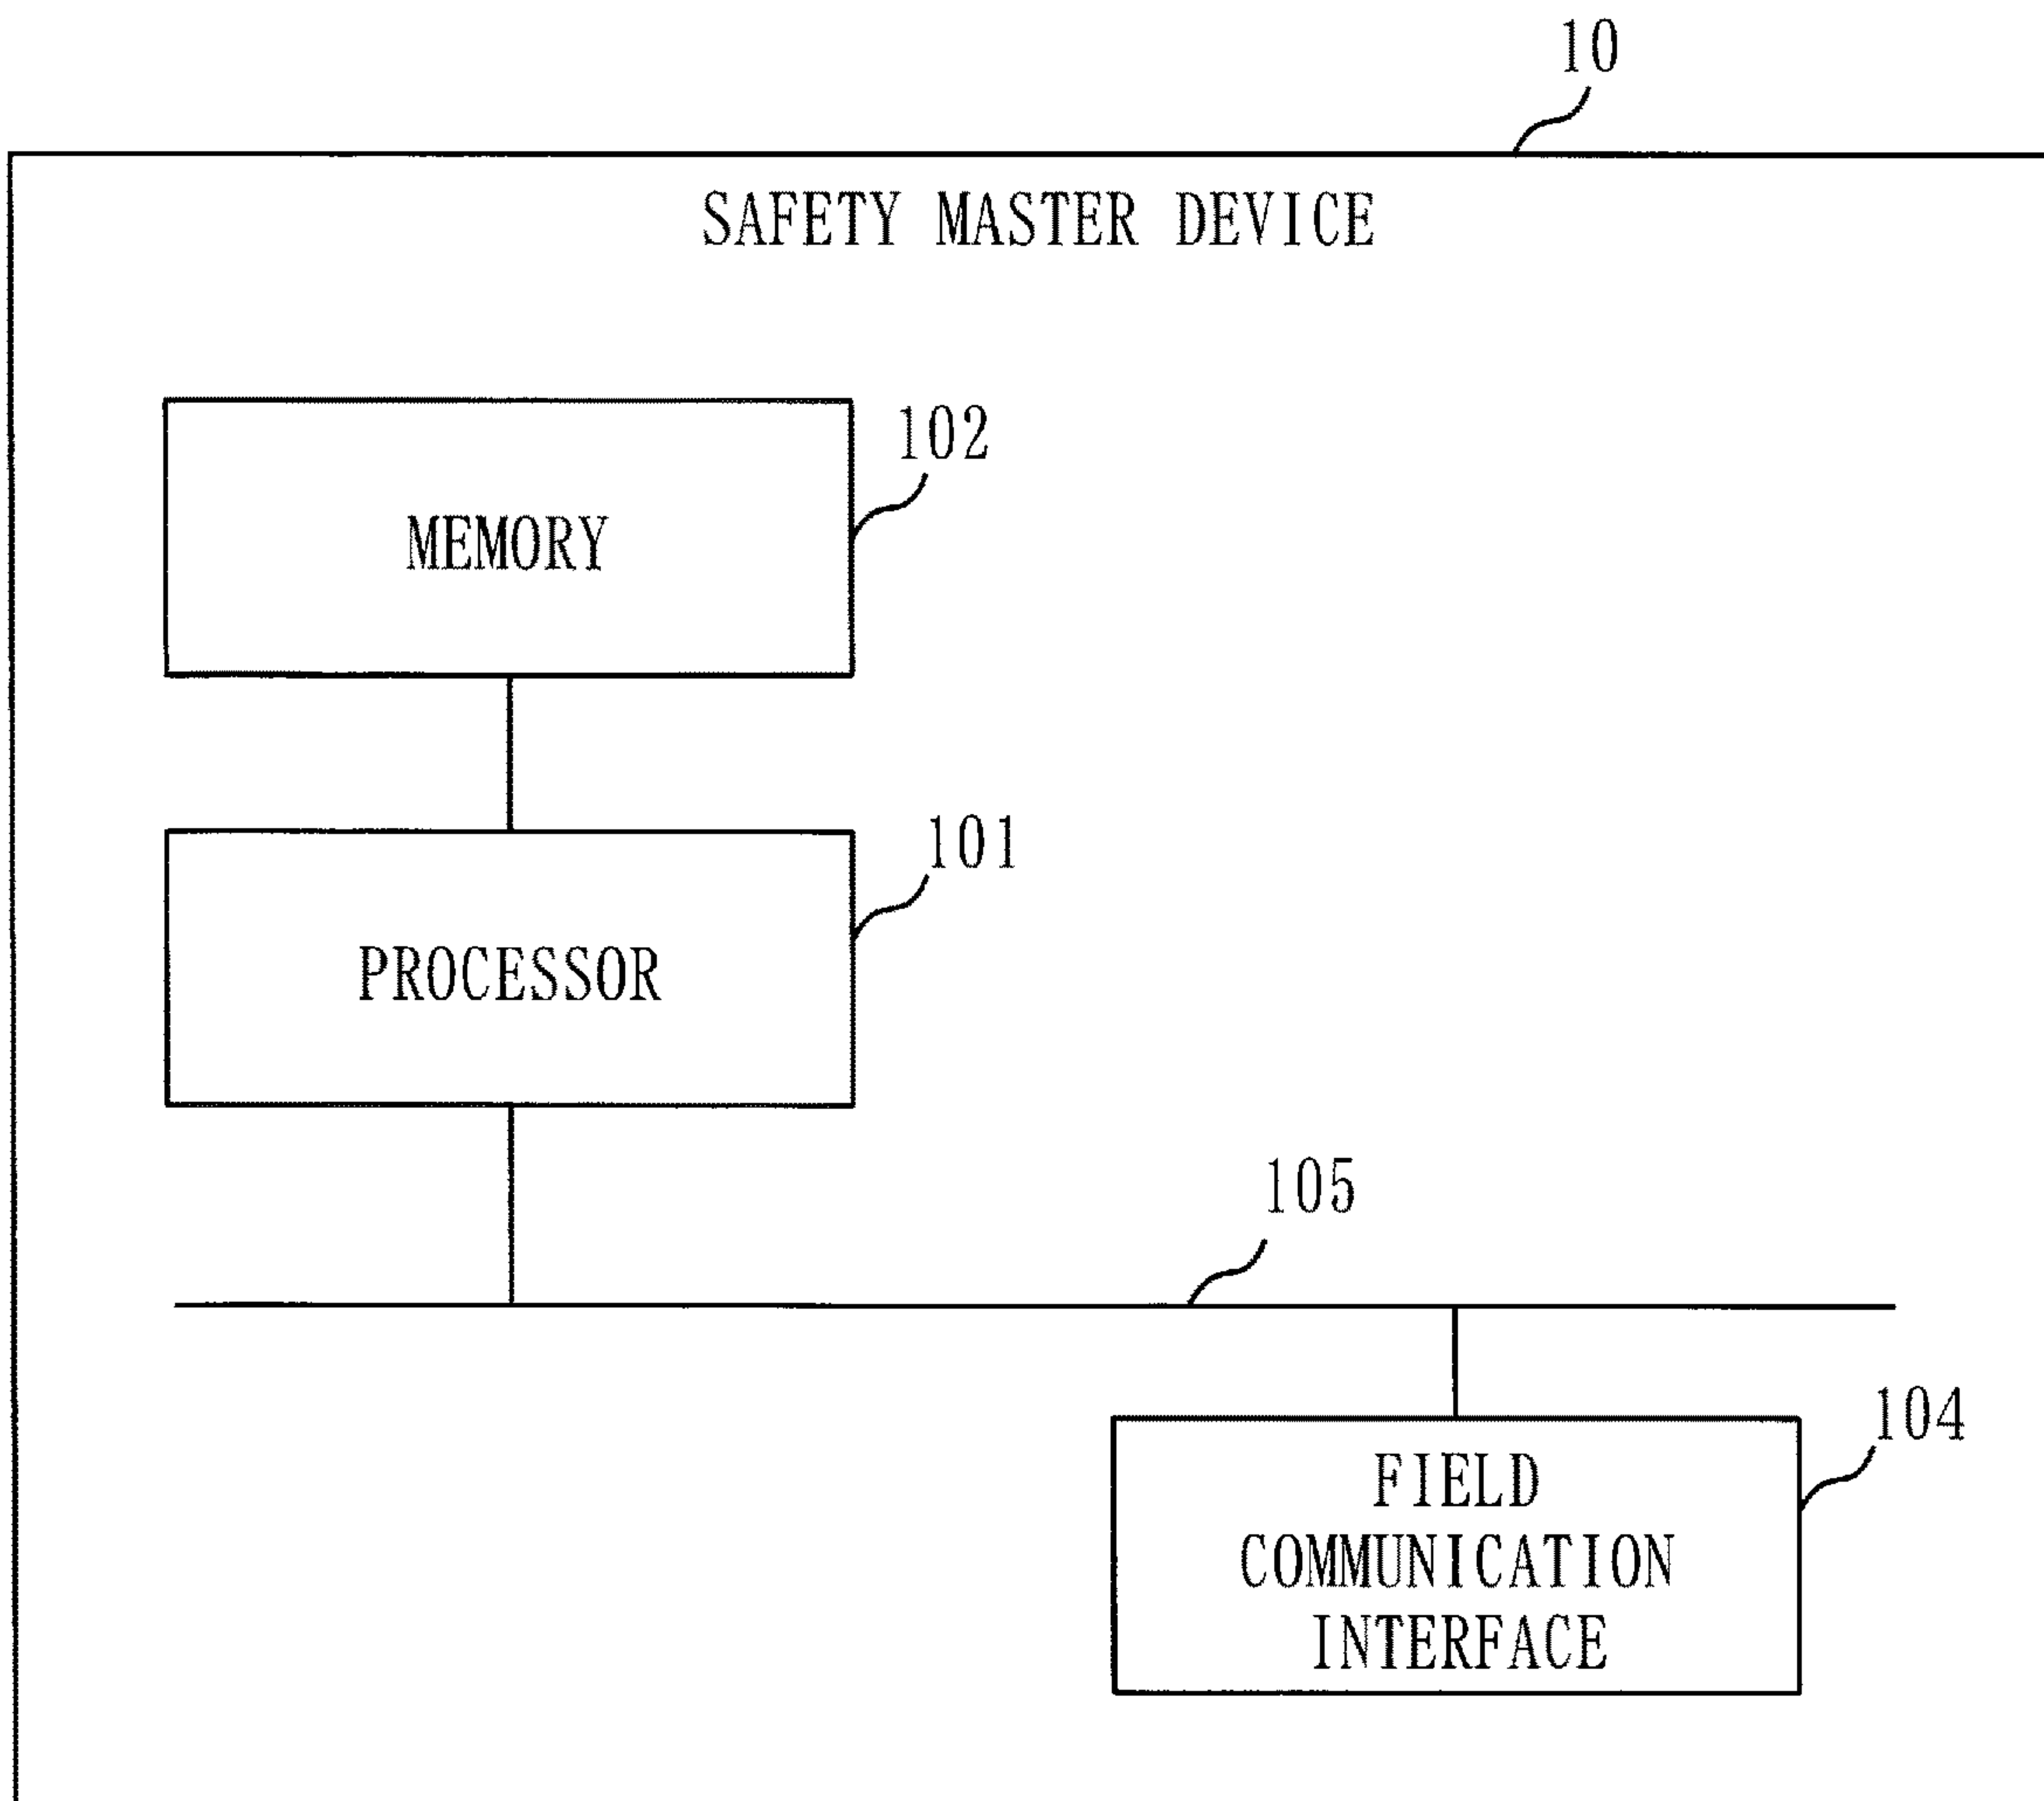 10
SAFETY MASTER DEVICE
102
MEMORY
101
PROCESSOR
105
104
FIELD
COMMUNICATION
INTERFACE